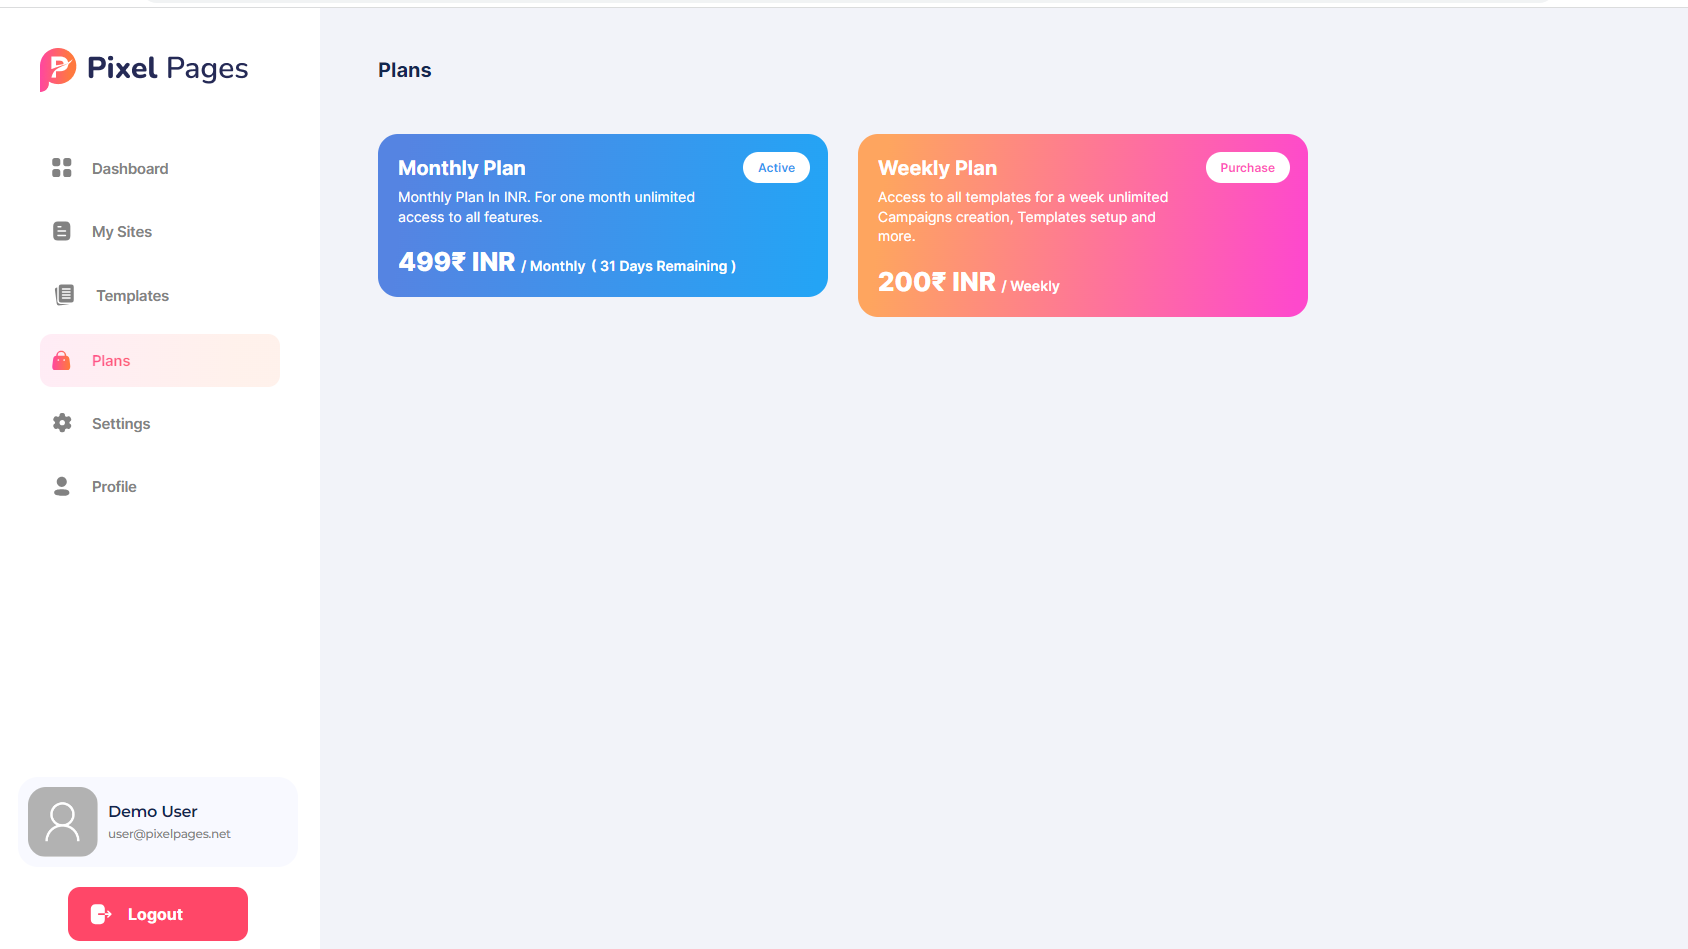 Pixel Pages
Dashboard
My Sites
Templates
Plans
Settings
Profile
Demo User
user@pixelpages.net
Logout
Plans
Monthly Plan
Active
Monthly Plan In INR. For one month unlimited
access to all features.
499₹ INR / Monthly ( 31 Days Remaining )
Weekly Plan
Purchase
Access to all templates for a week unlimited
Campaigns creation, Templates setup and
more.
200₹ INR / Weekly